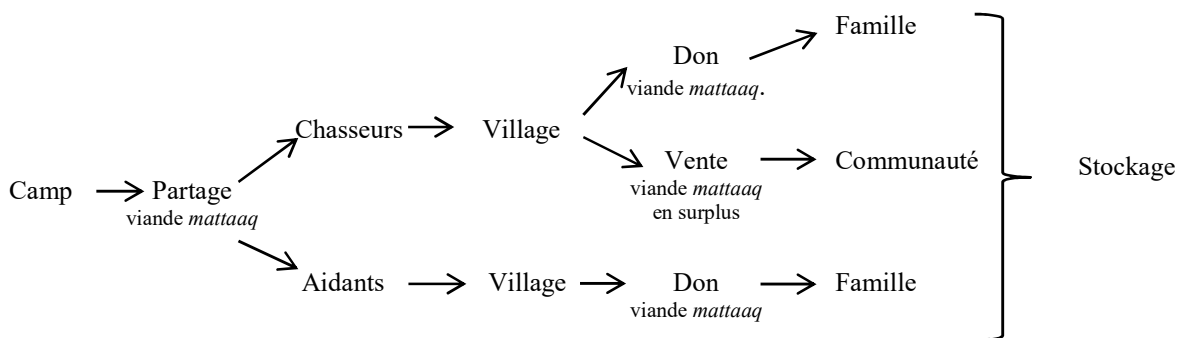 Famille
Don
viande mattaaq.
Chasseurs
Village
Vente
viande mattaaq
en surplus
Communauté
Stockage
Camp
Partage
viande mattaaq
Aidants
Village
Don
viande mattaaq
Famille